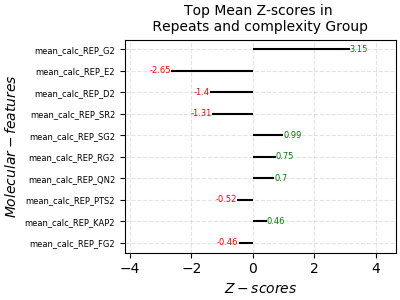 Top Mean Z-scores in
Repeats and complexity Group
mean_calc_REP_G2 3.15
mean_calc_REP_E2 -2.65
mean_calc_REP_D2 -1.4
mean_calc_REP_SR2 -1.31
mean_calc_REP_SG2 0.99
mean_calc_REP_RG2 0.75
mean_calc_REP_QN2 0.7
mean_calc_REP_PTS2 -0.52
mean_calc_REP_KAP2 0.46
mean_calc_REP_FG2 -0.46
Molecular − features
−4 −2 0 2 4
Z − scores